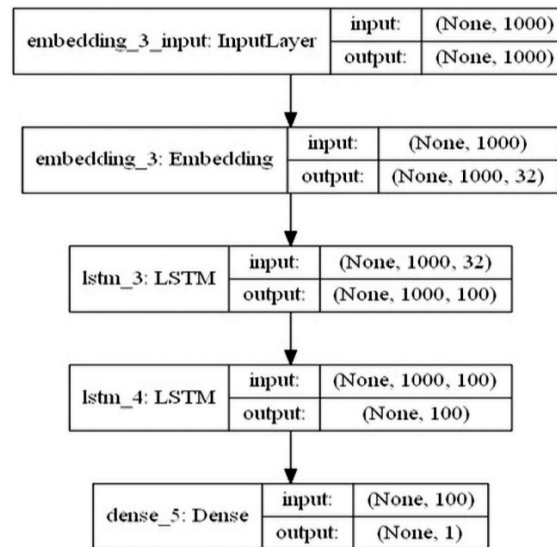 embedding_3_input: InputLayer input: (None, 1000)
output: (None, 1000)
embedding_3: Embedding input: (None, 1000)
output: (None, 1000, 32)
lstm_3: LSTM input: (None, 1000, 32)
output: (None, 1000, 100)
lstm_4: LSTM input: (None, 1000, 100)
output: (None, 100)
dense_5: Dense input: (None, 100)
output: (None, 1)